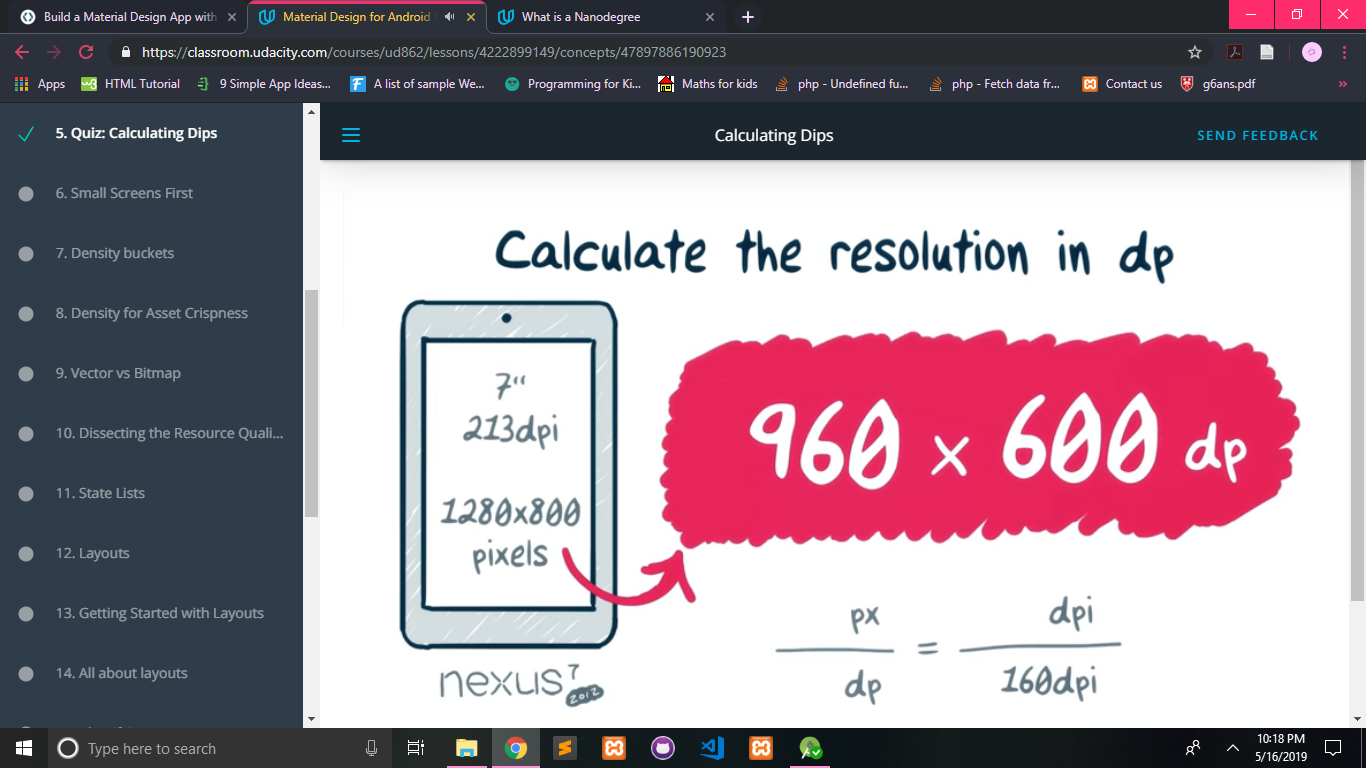 Build a Material Design App with
Material Design for Android
What is a Nanodegree
https://classroom.udacity.com/courses/ud862/lessons/4222899149/concepts/47897886190923
Apps
HTML Tutorial
9 Simple App Ideas...
A list of sample We...
Programming for Ki...
Maths for kids
php - Undefined fu...
php - Fetch data fr...
Contact us
g6ans.pdf
5. Quiz: Calculating Dips
6. Small Screens First
7. Density buckets
8. Density for Asset Crispness
9. Vector vs Bitmap
10. Dissecting the Resource Quali...
11. State Lists
12. Layouts
13. Getting Started with Layouts
14. All about layouts
Calculating Dips
SEND FEEDBACK
Calculate the resolution in dp
7"
213dpi
1280x800
pixels
nexus 7
2012
960 x 600 dp
px
dp
=
dpi
160dpi
Type here to search
10:18 PM
5/16/2019